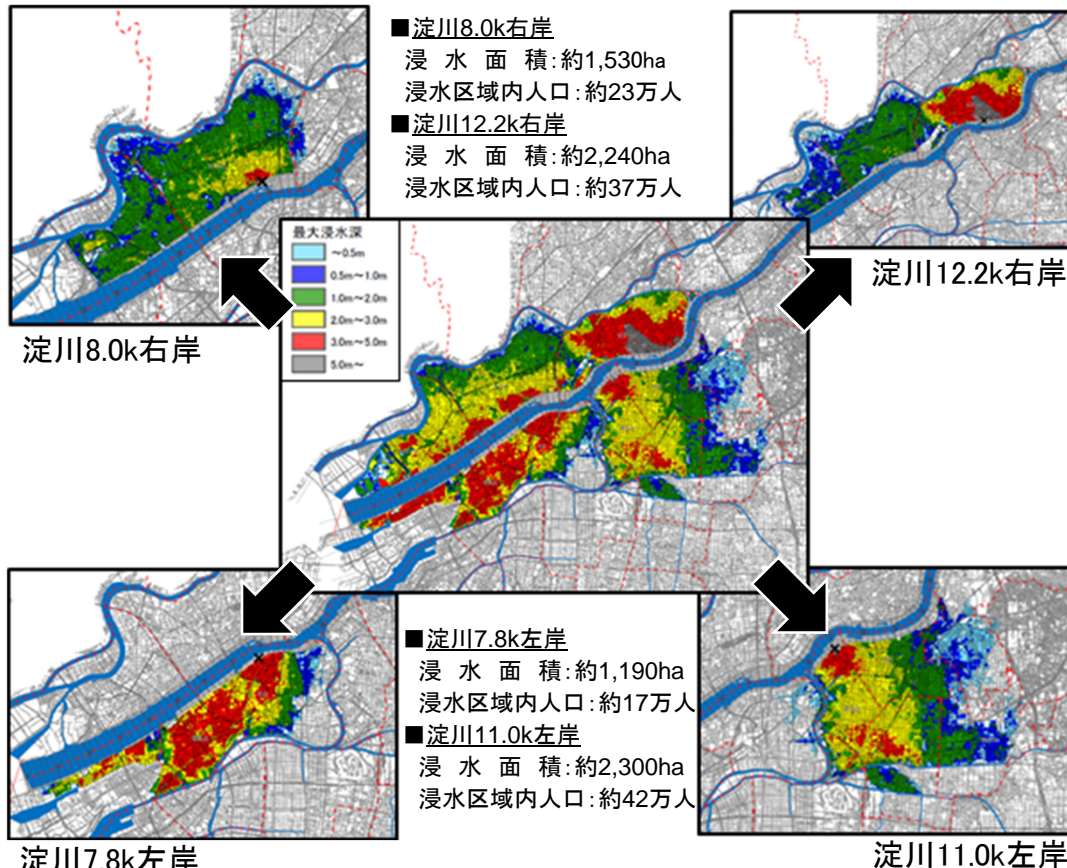 ■淀川8.0k右岸
浸 水 面 積:約1,530ha
浸水区域内人口:約23万人
■淀川12.2k右岸
浸 水 面 積:約2,240ha
浸水区域内人口:約37万人
淀川8.0k右岸
淀川12.2k右岸
最大浸水深
～0.5m
0.5m～1.0m
1.0m～2.0m
2.0m～3.0m
3.0m～5.0m
5.0m～
■淀川7.8k左岸
浸 水 面 積:約1,190ha
浸水区域内人口:約17万人
■淀川11.0k左岸
浸 水 面 積:約2,300ha
浸水区域内人口:約42万人
淀川7.8k左岸
淀川11.0k左岸